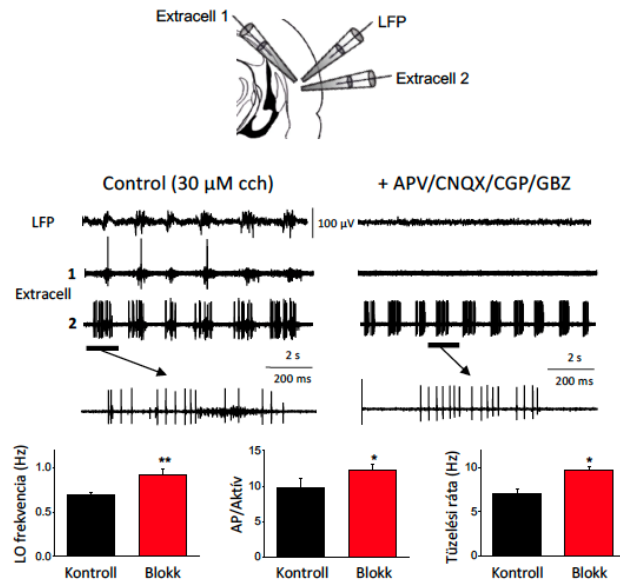 Extracell 1
LFP
Extracell 2
Control (30 µM cch)
+ APV/CNQX/CGP/GBZ
LFP
100 µV
1
Extracell
2
2 s
200 ms
2 s
200 ms
LO frekvencia (Hz)
1.0
0.5
0.0
**
Kontroll
Blokk
AP/Aktív
15
10
5
0
*
Kontroll
Blokk
Tüzelési ráta (Hz)
10
5
0
*
Kontroll
Blokk